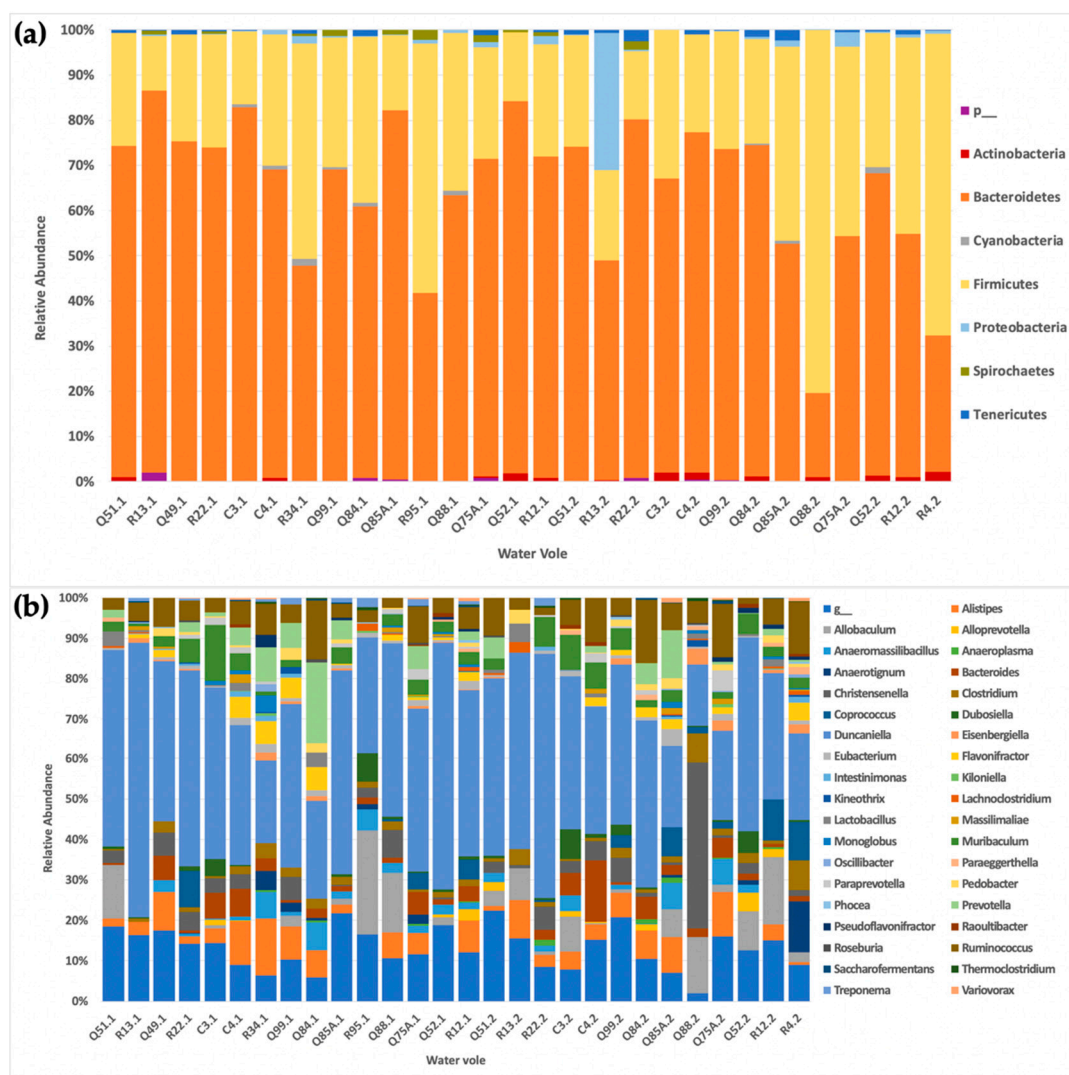 (a)
Relative Abundance
100%
90%
80%
70%
60%
50%
40%
30%
20%
10%
0%
Q51.1 R13.1 Q49.1 R22.1 C3.1 C4.1 R34.1 Q99.1 Q84.1 Q85A.1 R95.1 Q88.1 Q75A.1 Q52.1 R12.1 Q51.2 R13.2 R22.2 C3.2 C4.2 Q99.2 Q84.2 Q85A.2 Q88.2 Q75A.2 Q52.2 R12.2 R4.2
Water Vole
p__
Actinobacteria
Bacteroidetes
Cyanobacteria
Firmicutes
Proteobacteria
Spirochaetes
Tenericutes
(b)
Relative Abundance
100%
90%
80%
70%
60%
50%
40%
30%
20%
10%
0%
Q51.1 R13.1 Q49.1 R22.1 C3.1 C4.1 R34.1 Q99.1 Q84.1 Q85A.1 R95.1 Q88.1 Q75A.1 Q52.1 R12.1 Q51.2 R13.2 R22.2 C3.2 C4.2 Q99.2 Q84.2 Q85A.2 Q88.2 Q75A.2 Q52.2 R12.2 R4.2
Water vole
g__ Alistipes
Allobaculum Alloprevotella
Anaeromassilibacillus Anaeroplasma
Anaerotignum Bacteroides
Christensenella Clostridium
Coprococcus Dubosiella
Duncaniella Eisenbergiella
Eubacterium Flavonifractor
Intestinimonas Kiloniella
Kineothrix Lachnoclostridium
Lactobacillus Massilimaliae
Monoglobus Muribaculum
Oscillibacter Paraeggerthella
Paraprevotella Pedobacter
Phocea Prevotella
Pseudoflavonifractor Raoultibacter
Roseburia Ruminococcus
Saccharofermentans Thermoclostridium
Treponema Variovorax